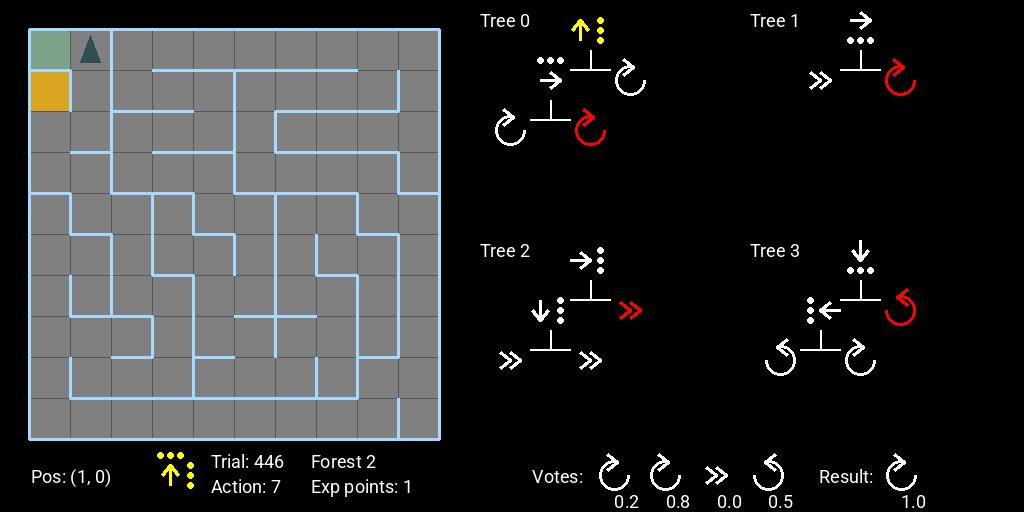 Tree 0
Tree 1
Tree 2
Tree 3
Pos: (1, 0)
Trial: 446
Forest 2
Action: 7
Exp points: 1
Votes:
Result:
0.2
0.8
0.0
0.5
1.0